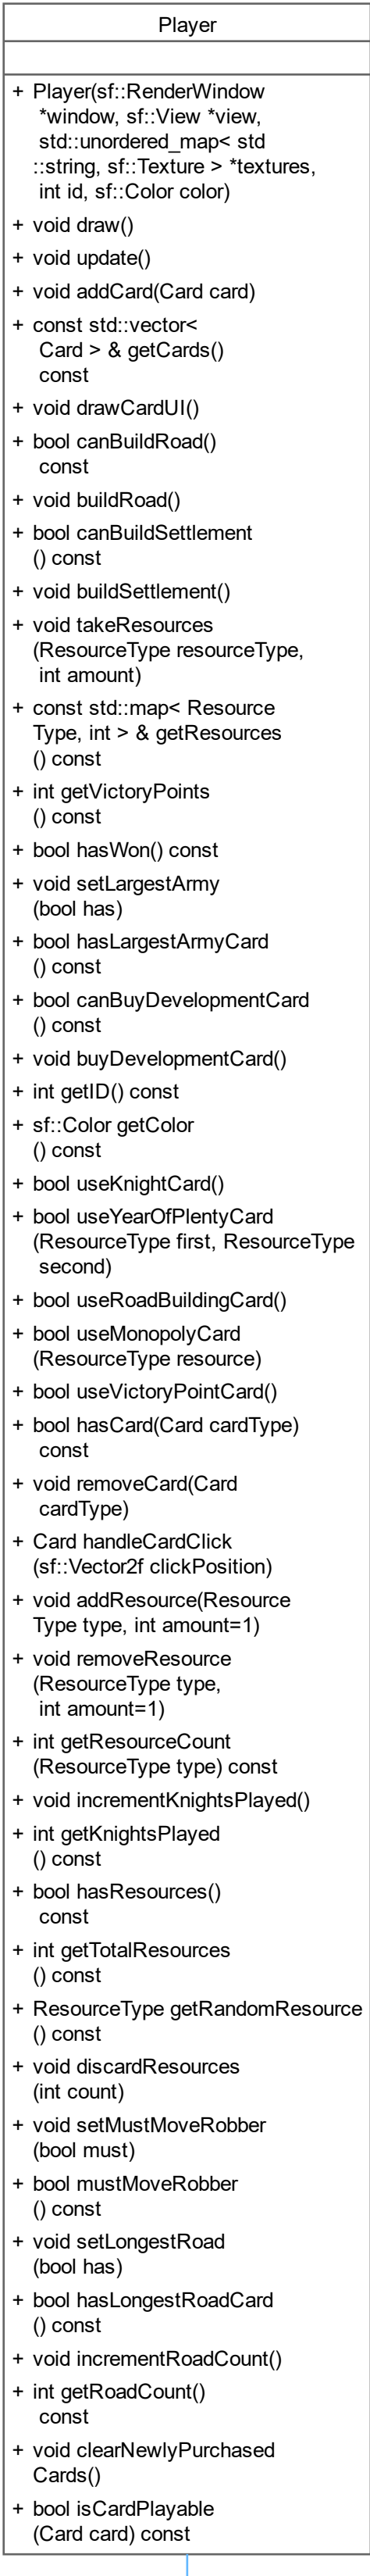 Player
+ Player(sf::RenderWindow
*window, sf::View *view,
std::unordered_map< std
::string, sf::Texture > *textures,
int id, sf::Color color)
+ void draw()
+ void update()
+ void addCard(Card card)
+ const std::vector<
Card > & getCards()
const
+ void drawCardUI()
+ bool canBuildRoad()
const
+ void buildRoad()
+ bool canBuildSettlement
() const
+ void buildSettlement()
+ void takeResources
(ResourceType resourceType,
int amount)
+ const std::map< Resource
Type, int > & getResources
() const
+ int getVictoryPoints
() const
+ bool hasWon() const
+ void setLargestArmy
(bool has)
+ bool hasLargestArmyCard
() const
+ bool canBuyDevelopmentCard
() const
+ void buyDevelopmentCard()
+ int getID() const
+ sf::Color getColor
() const
+ bool useKnightCard()
+ bool useYearOfPlentyCard
(ResourceType first, ResourceType
second)
+ bool useRoadBuildingCard()
+ bool useMonopolyCard
(ResourceType resource)
+ bool useVictoryPointCard()
+ bool hasCard(Card cardType)
const
+ void removeCard(Card
cardType)
+ Card handleCardClick
(sf::Vector2f clickPosition)
+ void addResource(Resource
Type type, int amount=1)
+ void removeResource
(ResourceType type,
int amount=1)
+ int getResourceCount
(ResourceType type) const
+ void incrementKnightsPlayed()
+ int getKnightsPlayed
() const
+ bool hasResources()
const
+ int getTotalResources
() const
+ ResourceType getRandomResource
() const
+ void discardResources
(int count)
+ void setMustMoveRobber
(bool must)
+ bool mustMoveRobber
() const
+ void setLongestRoad
(bool has)
+ bool hasLongestRoadCard
() const
+ void incrementRoadCount()
+ int getRoadCount()
const
+ void clearNewlyPurchased
Cards()
+ bool isCardPlayable
(Card card) const